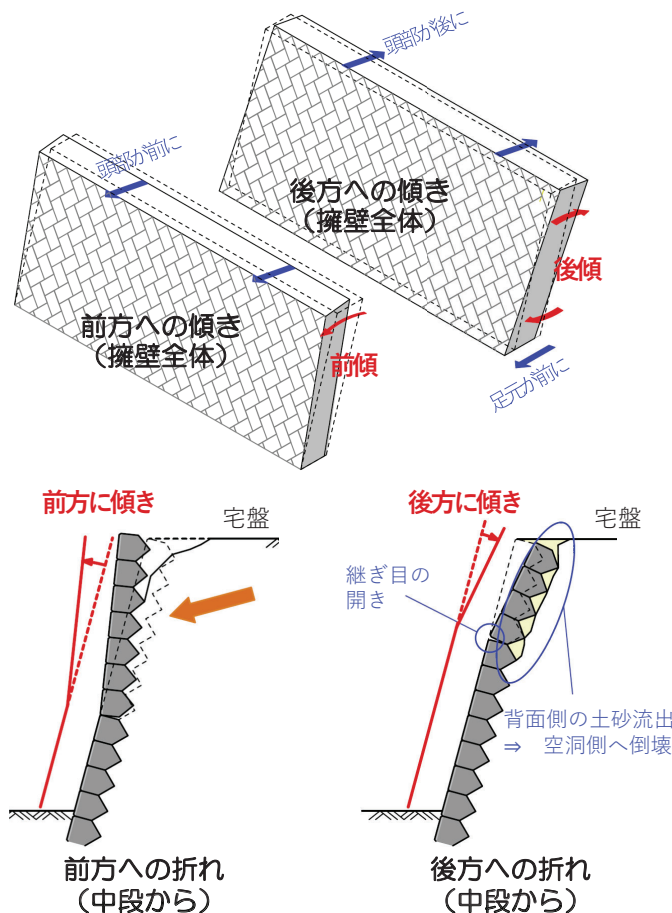 頭部が後に
後方への傾き
（擁壁全体）
後傾
足元が前に
頭部が前に
前方への傾き
（擁壁全体）
前傾
前方に傾き
宅盤
前方への折れ
（中段から）
後方に傾き
宅盤
継ぎ目の
開き
背面側の土砂流出
⇒ 空洞側へ倒壊
後方への折れ
（中段から）